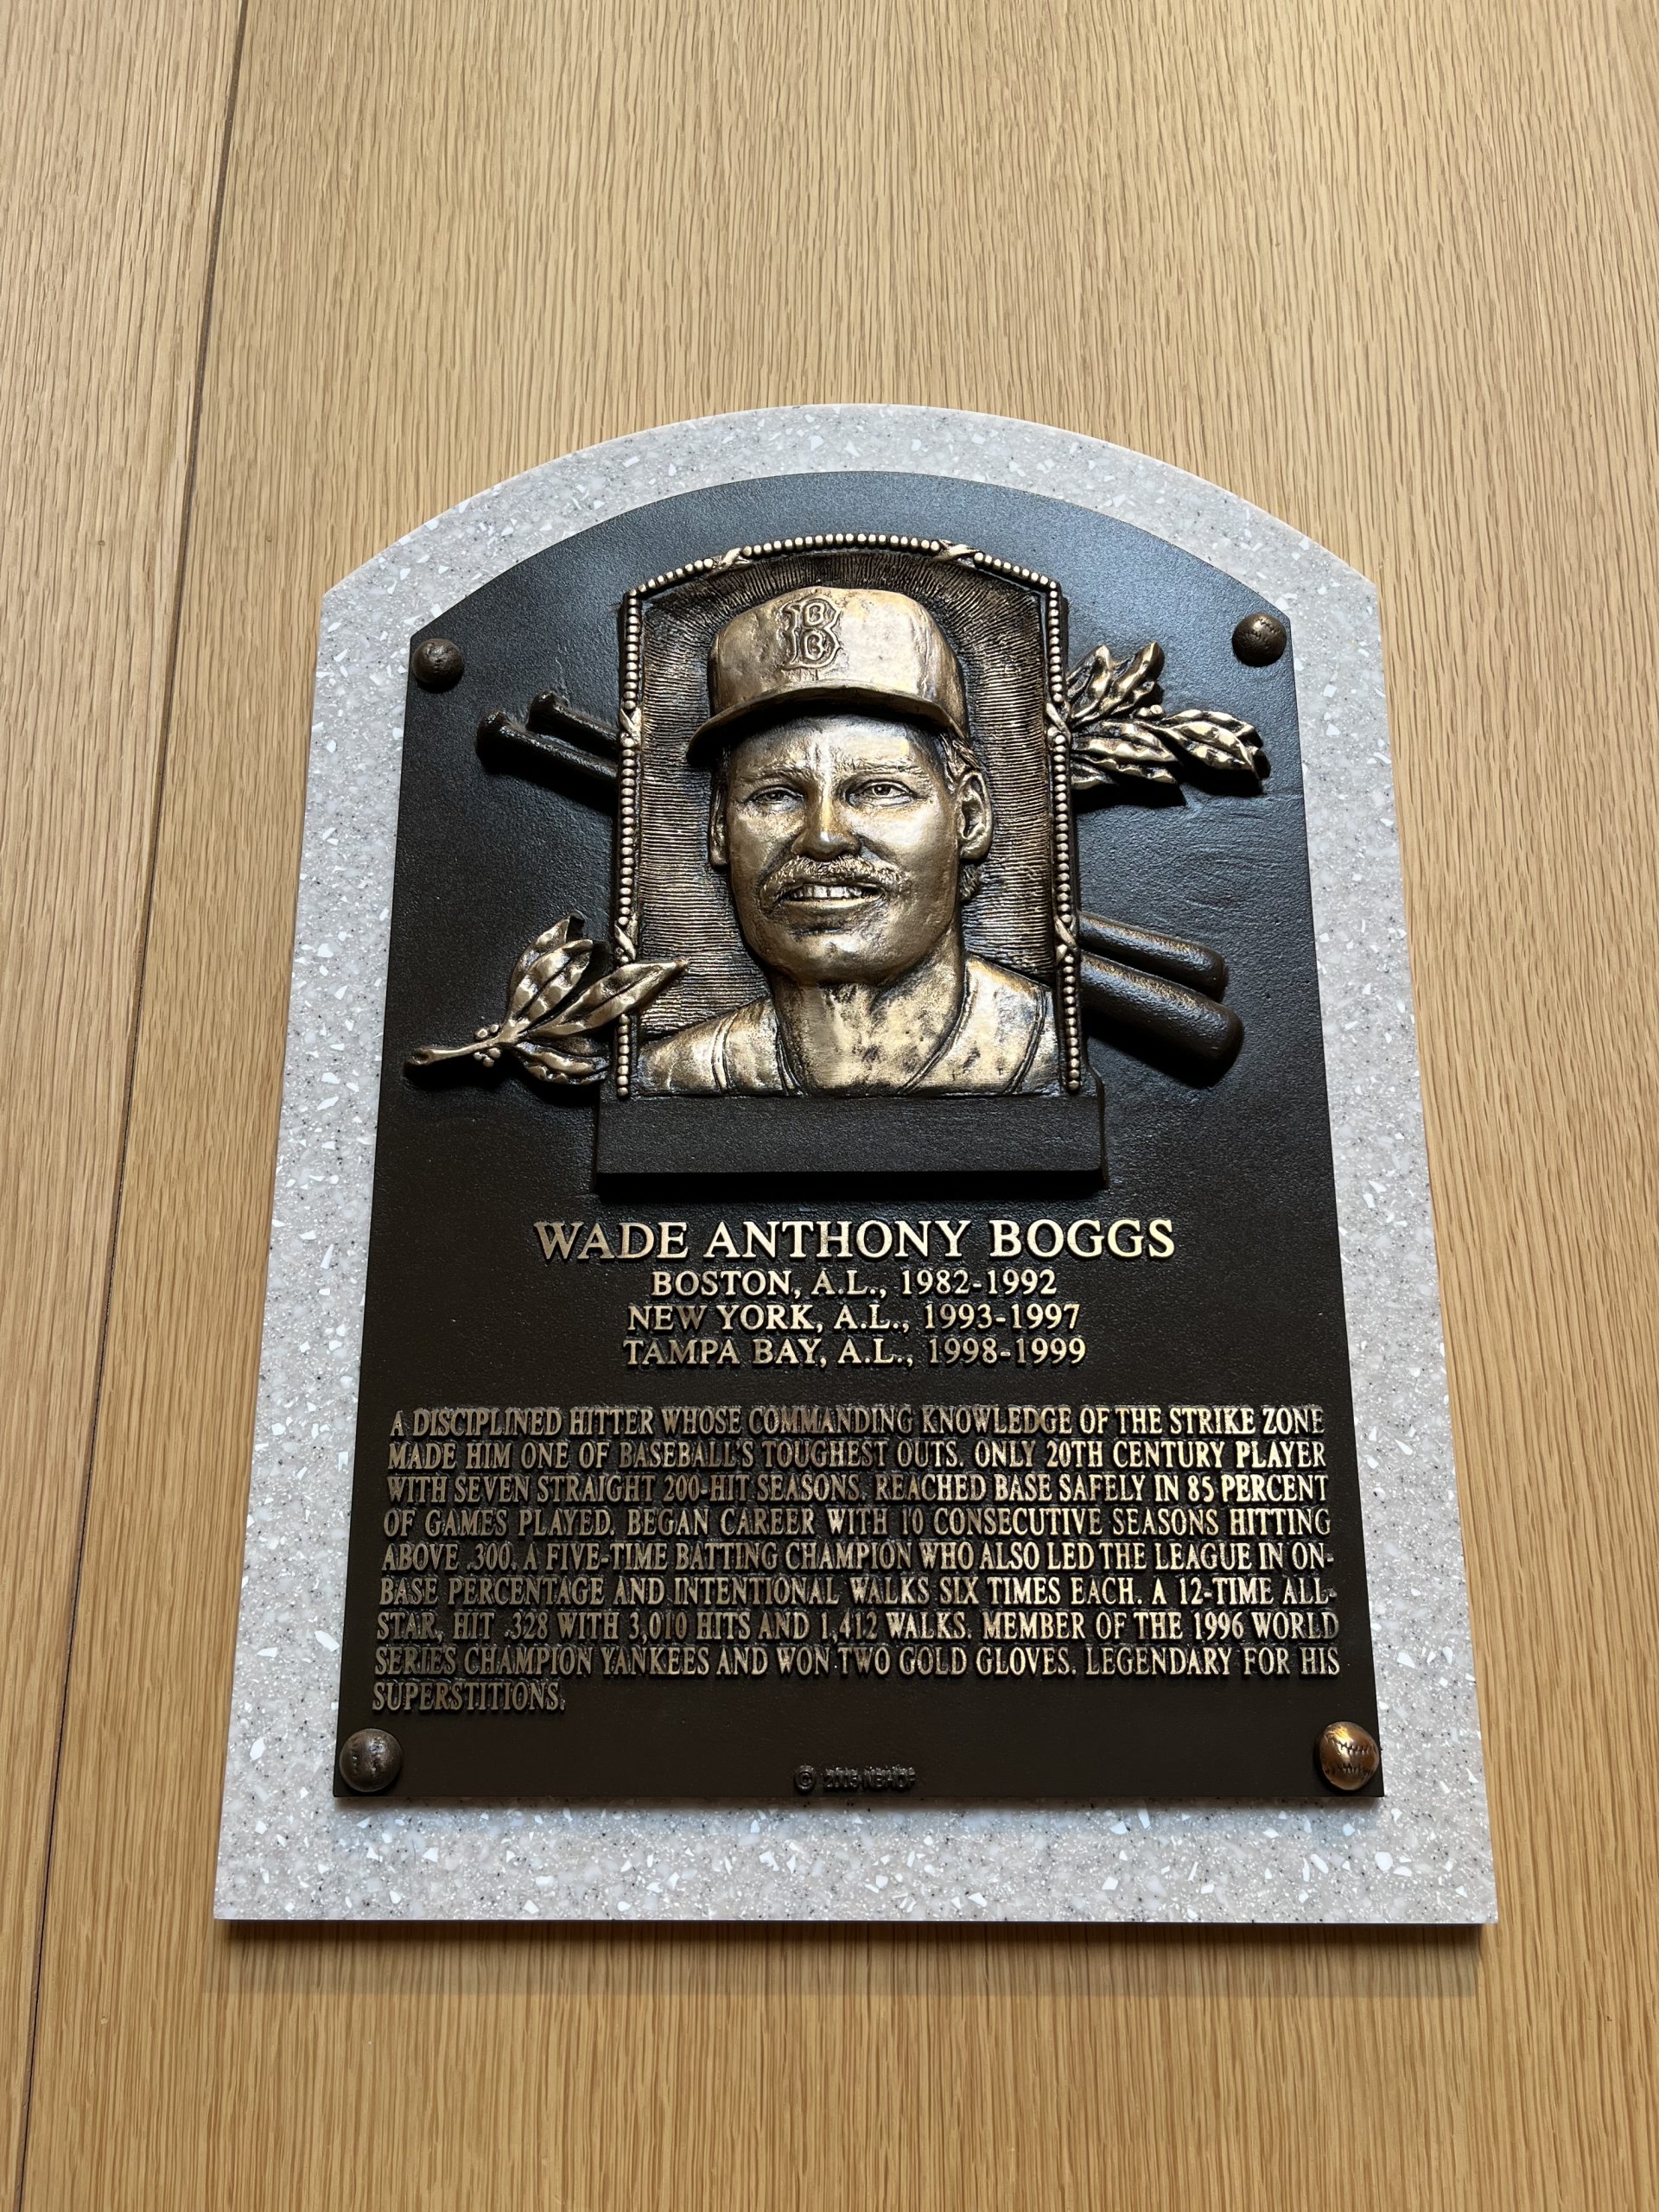 B
WADE ANTHONY BOGGS
BOSTON, A.L., 1982-1992
NEW YORK, A.L., 1993-1997
TAMPA BAY, A.L., 1998-1999
A DISCIPLINED HITTER WHOSE COMMANDING KNOWLEDGE OF THE STRIKE ZONE
MADE HIM ONE OF BASEBALL'S TOUGHEST OUTS. ONLY 20TH CENTURY PLAYER
WITH SEVEN STRAIGHT 200-HIT SEASONS. REACHED BASE SAFELY IN 85 PERCENT
OF GAMES PLAYED. BEGAN CAREER WITH 10 CONSECUTIVE SEASONS HITTING
ABOVE .300. A FIVE-TIME BATTING CHAMPION WHO ALSO LED THE LEAGUE IN ON-
BASE PERCENTAGE AND INTENTIONAL WALKS SIX TIMES EACH. A 12-TIME ALL-
STAR, HIT .328 WITH 3,010 HITS AND 1,412 WALKS. MEMBER OF THE 1996 WORLD
SERIES CHAMPION YANKEES AND WON TWO GOLD GLOVES. LEGENDARY FOR HIS
SUPERSTITIONS.
© 2005 NBHOF